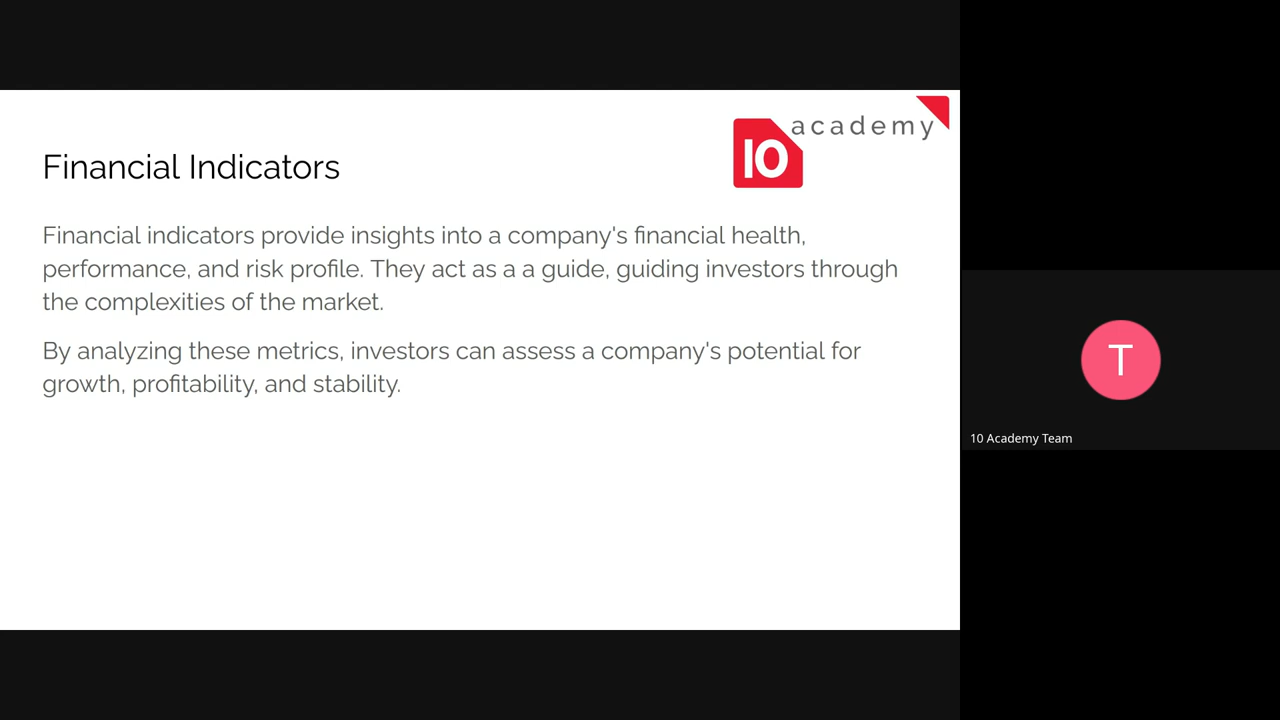 academy
10
Financial Indicators
Financial indicators provide insights into a company's financial health,
performance, and risk profile. They act as a a guide, guiding investors through
the complexities of the market.
By analyzing these metrics, investors can assess a company's potential for
growth, profitability, and stability.
T
10 Academy Team